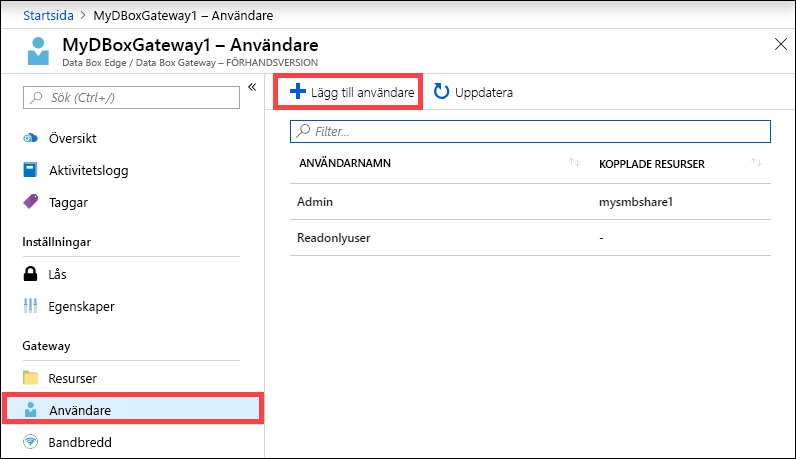 Startsida > MyDBoxGateway1 – Användare
MyDBoxGateway1 – Användare
Data Box Edge / Data Box Gateway – FÖRHANDSVERSION
Sök (Ctrl+/)
Översikt
Aktivitetslogg
Taggar
Inställningar
Lås
Egenskaper
Gateway
Resurser
Användare
Bandbredd
Lägg till användare Uppdatera
Filter...
ANVÄNDARNAMN KOPPLADE RESURSER
Admin mysmbshare1
Readonlyuser -